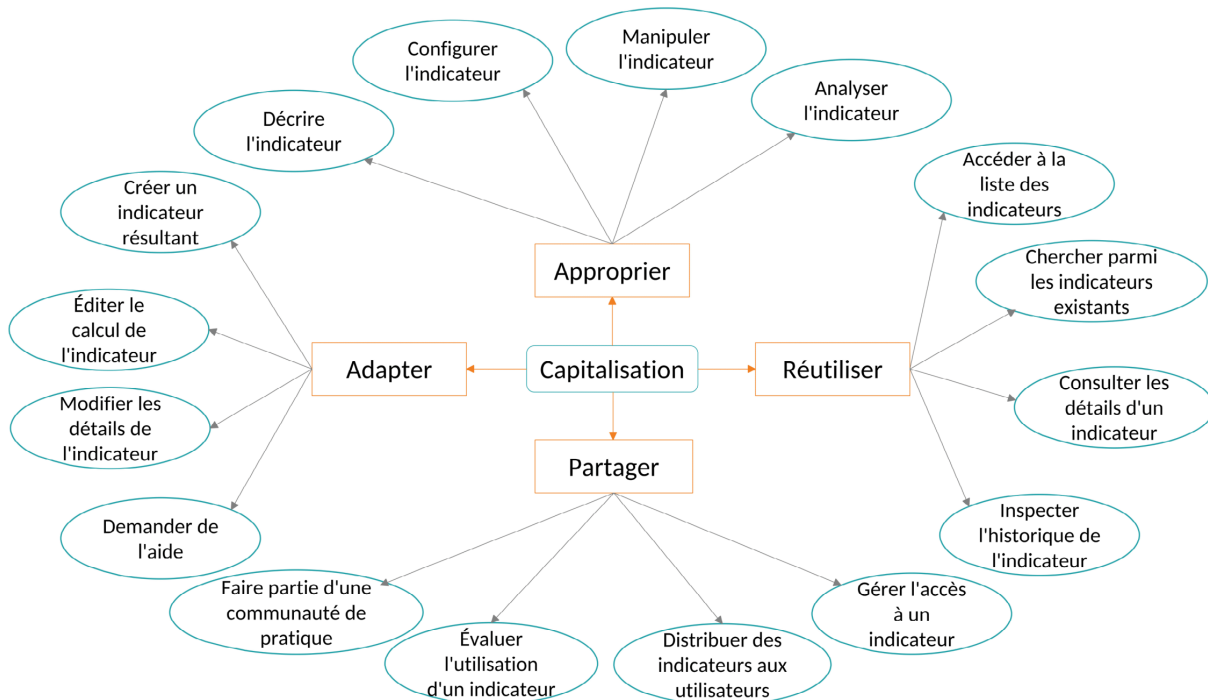 Configurer
l'indicateur
Manipuler
l'indicateur
Analyser
l'indicateur
Décrire
l'indicateur
Accéder à la
liste des
indicateurs
Créer un
indicateur
résultant
Approprier
Chercher parmi
les indicateurs
existants
Éditer le
calcul de
l'indicateur
Adapter
Capitalisation
Réutiliser
Consulter les
détails d'un
indicateur
Modifier les
détails de
l'indicateur
Partager
Demander de
l'aide
Inspecter
l'historique de
l'indicateur
Faire partie d'une
communauté de
pratique
Évaluer
l'utilisation
d'un indicateur
Distribuer des
indicateurs aux
utilisateurs
Gérer l'accès
à un
indicateur